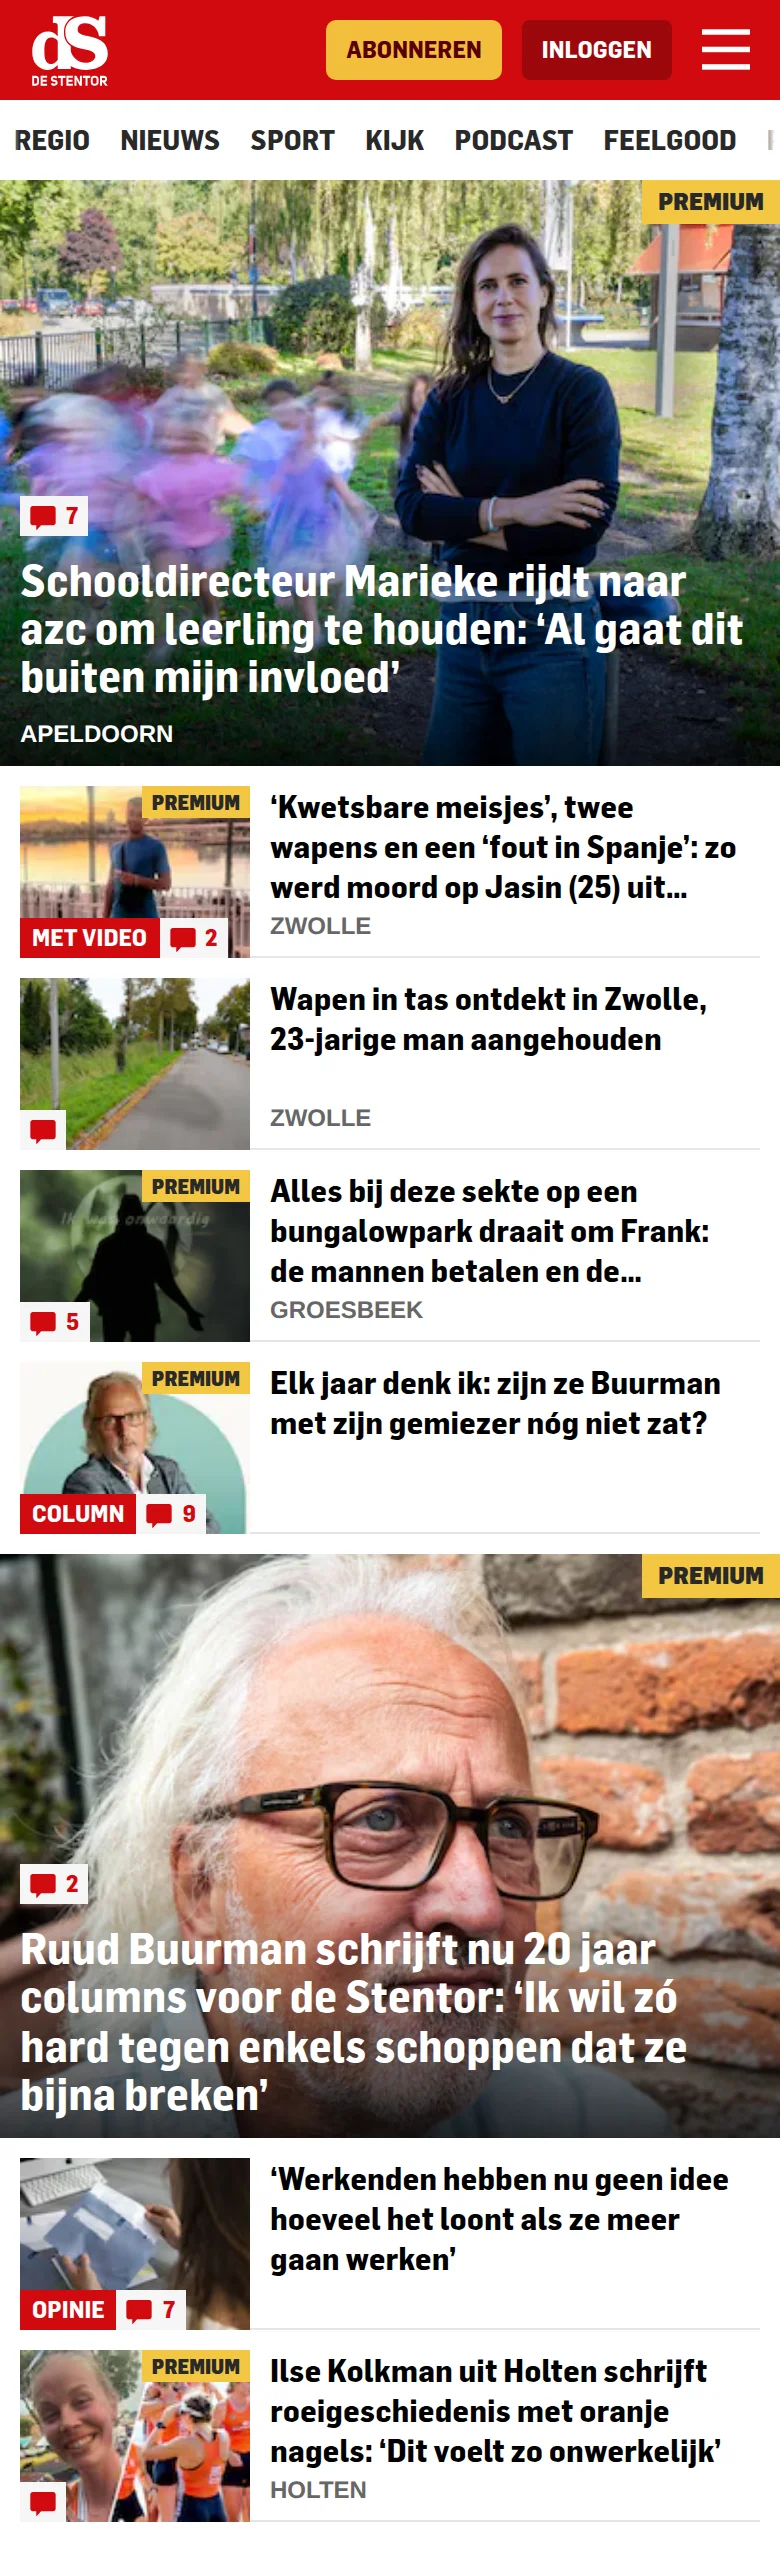 dS
DE STENTOR
ABONNEREN
INLOGGEN
REGIO NIEUWS SPORT KIJK PODCAST FEELGOOD
PREMIUM
7
Schooldirecteur Marieke rijdt naar
azc om leerling te houden: ‘Al gaat dit
buiten mijn invloed’
APELDOORN
PREMIUM
MET VIDEO 2
‘Kwetsbare meisjes’, twee
wapens en een ‘fout in Spanje’: zo
werd moord op Jasin (25) uit...
ZWOLLE
Wapen in tas ontdekt in Zwolle,
23-jarige man aangehouden
ZWOLLE
PREMIUM
Ik was onwaardig
5
Alles bij deze sekte op een
bungalowpark draait om Frank:
de mannen betalen en de...
GROESBEEK
PREMIUM
COLUMN 9
Elk jaar denk ik: zijn ze Buurman
met zijn gemiezer nóg niet zat?
PREMIUM
2
Ruud Buurman schrijft nu 20 jaar
columns voor de Stentor: ‘Ik wil zó
hard tegen enkels schoppen dat ze
bijna breken’
OPINIE 7
‘Werkenden hebben nu geen idee
hoeveel het loont als ze meer
gaan werken’
PREMIUM
Ilse Kolkman uit Holten schrijft
roeigeschiedenis met oranje
nagels: ‘Dit voelt zo onwerkelijk’
HOLTEN